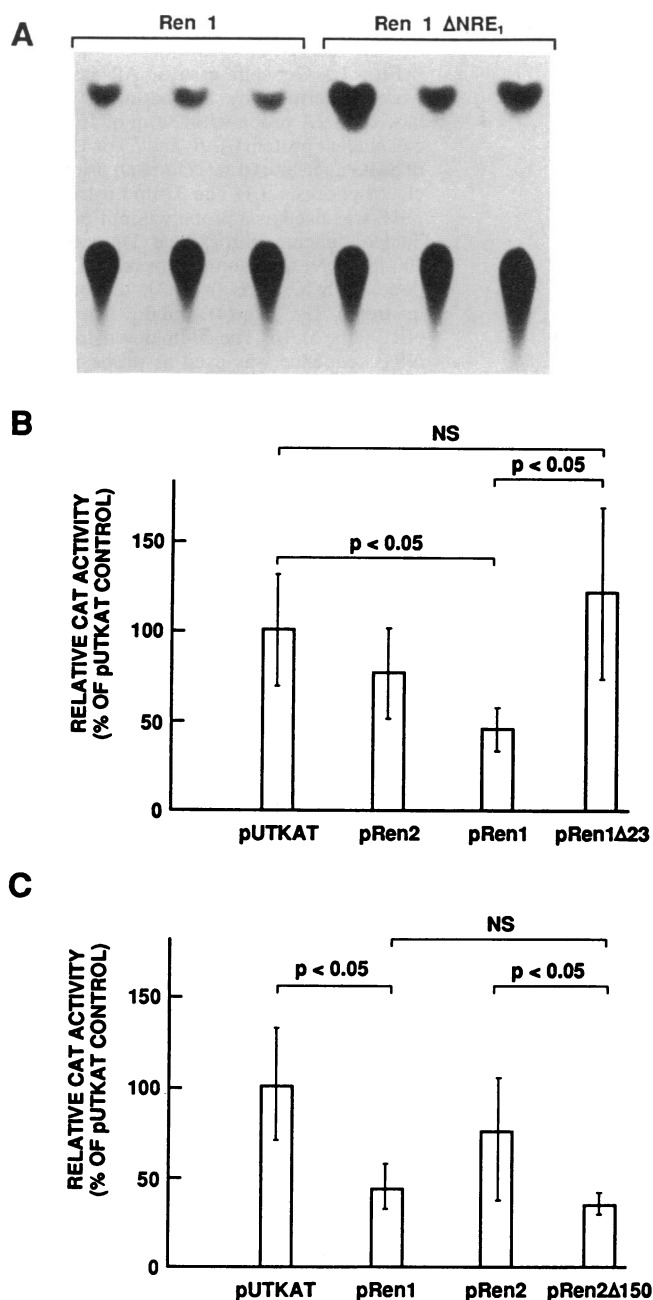 A
Ren 1
Ren 1 ΔNRE₁
B
NS
p < 0.05
p < 0.05
RELATIVE CAT ACTIVITY
(% OF pUTKAT CONTROL)
150
100
50
0
pUTKAT
pRen2
pRen1
pRen1Δ23
C
NS
p < 0.05
p < 0.05
RELATIVE CAT ACTIVITY
(% OF pUTKAT CONTROL)
150
100
50
0
pUTKAT
pRen1
pRen2
pRen2Δ150